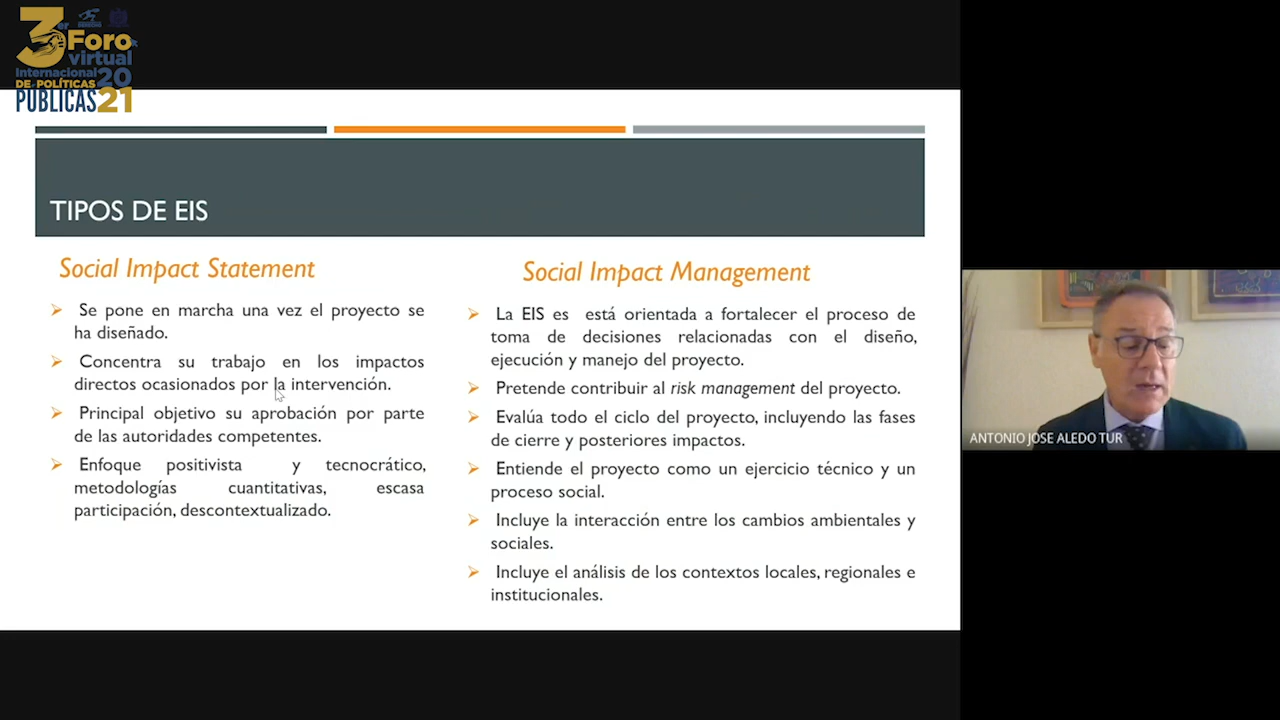 3er Foro
virtual
Internacional 20
DE POLÍTICAS
PÚBLICAS 21
TIPOS DE EIS
Social Impact Statement
Se pone en marcha una vez el proyecto se
ha diseñado.
Concentra su trabajo en los impactos
directos ocasionados por la intervención.
Principal objetivo su aprobación por parte
de las autoridades competentes.
Enfoque positivista y tecnocrático,
metodologías cuantitativas, escasa
participación, descontextualizado.
Social Impact Management
La EIS es está orientada a fortalecer el proceso de
toma de decisiones relacionadas con el diseño,
ejecución y manejo del proyecto.
Pretende contribuir al risk management del proyecto.
Evalúa todo el ciclo del proyecto, incluyendo las fases
de cierre y posteriores impactos.
Entiende el proyecto como un ejercicio técnico y un
proceso social.
Incluye la interacción entre los cambios ambientales y
sociales.
Incluye el análisis de los contextos locales, regionales e
institucionales.
ANTONIO JOSE ALEDO TUR